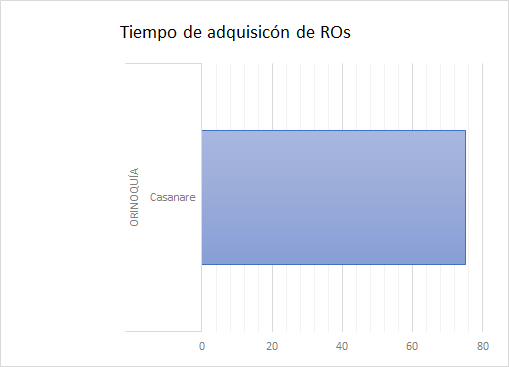 Tiempo de adquisicón de ROs
ORINOQUÍA
Casanare
0 20 40 60 80